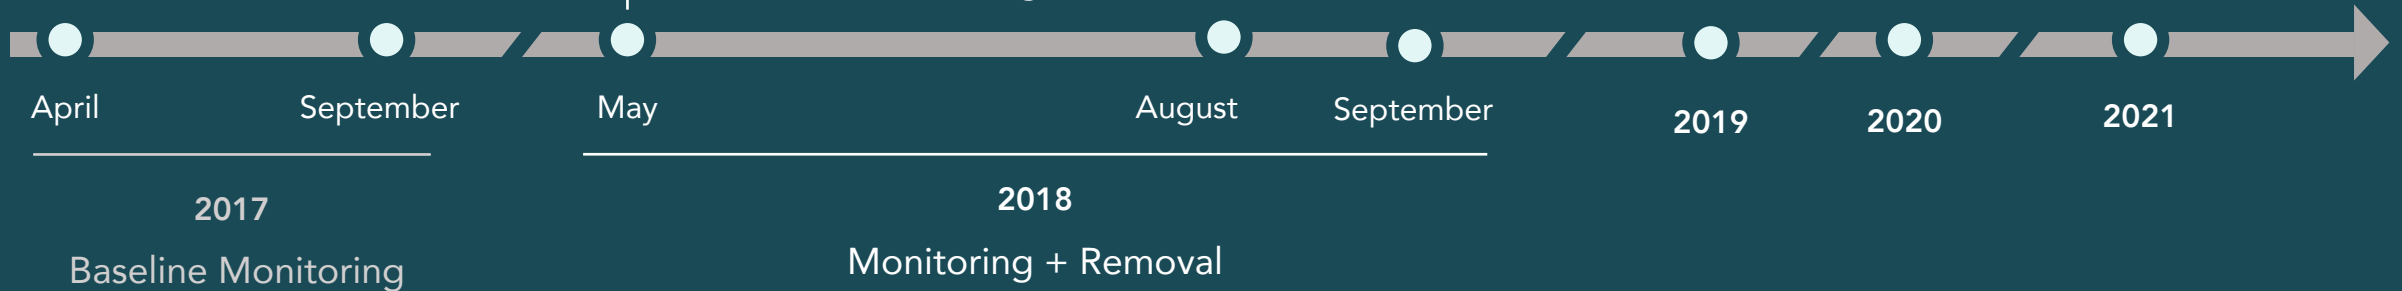 April September May August September 2019 2020 2021
2017 2018
Baseline Monitoring Monitoring + Removal